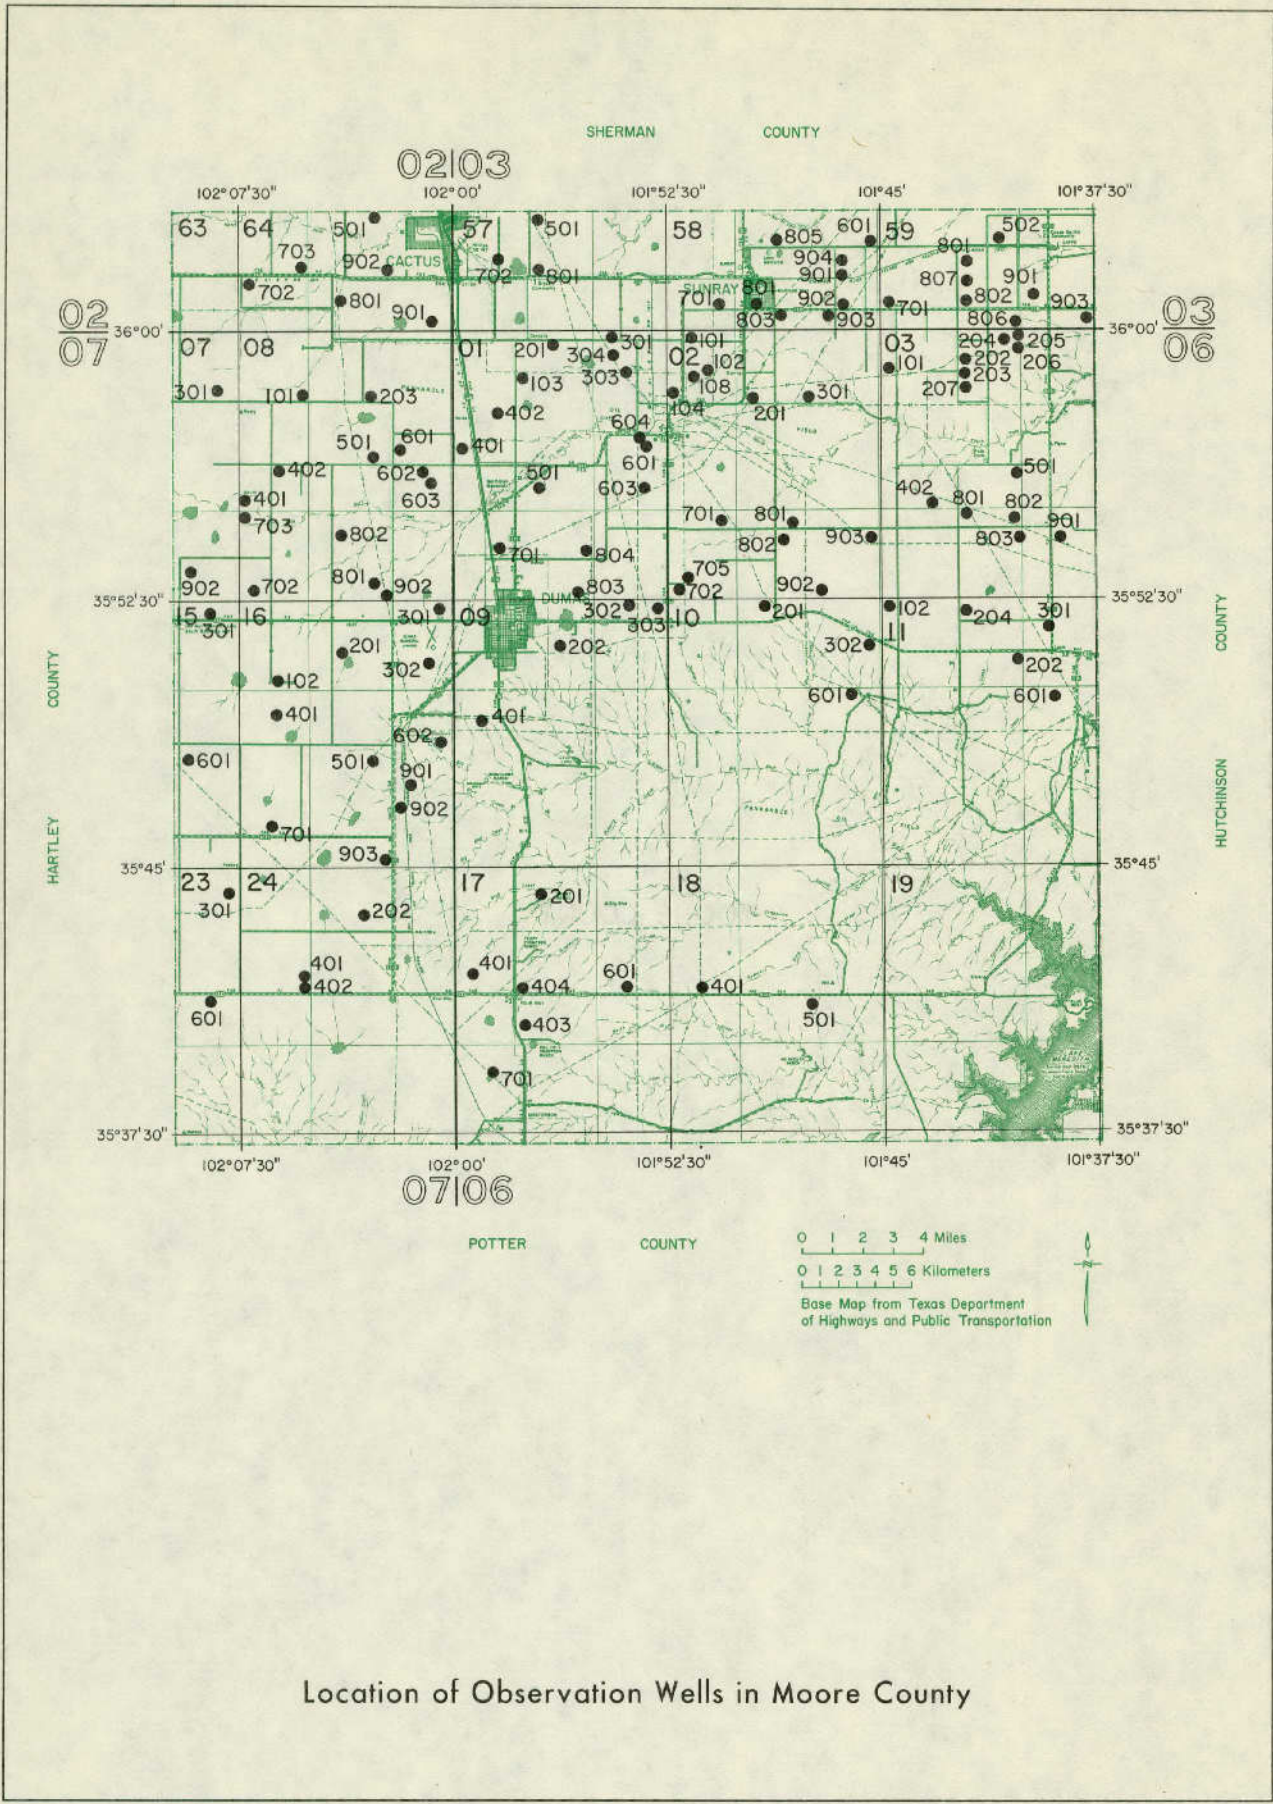 SHERMAN COUNTY
02|03
102°07'30" 102°00' 101°52'30" 101°45' 101°37'30"
63 64 501 57 501 58 805 601 59 502
703 902 CACTUS 702 801 904 801
702 801 901 SUNRAY 701 801 901 902 807 802 901 903
803 903 701 806
02
07
36°00'
36°00'
03
06
07 08 01 201 301 304 303 101 02 102 108 104 03 101 204 205 202 206 203 207
301 101 203 103 201 301
402 604
501 601 401 601 501
402 602 603 501 603 402 801 802
401 701 801 901
703 802 701 804 802 903 803
902 702 801 902 803 705 702 902
35°52'30" 35°52'30"
15 301 16 301 09 DUMAS 302 303 10 201 102 11 204 301
201 302 202 302 202
102 601 601
401 401
602
601 501 901
902
701
903
35°45' 35°45'
23 24 17 18 19
301 202 201
401 401 601
402 404 401
601 403 501
701
35°37'30" 35°37'30"
102°07'30" 102°00' 101°52'30" 101°45' 101°37'30"
07|06
HARTLEY COUNTY
HUTCHINSON COUNTY
POTTER COUNTY
0 1 2 3 4 Miles
0 1 2 3 4 5 6 Kilometers
Base Map from Texas Department
of Highways and Public Transportation
N
Location of Observation Wells in Moore County